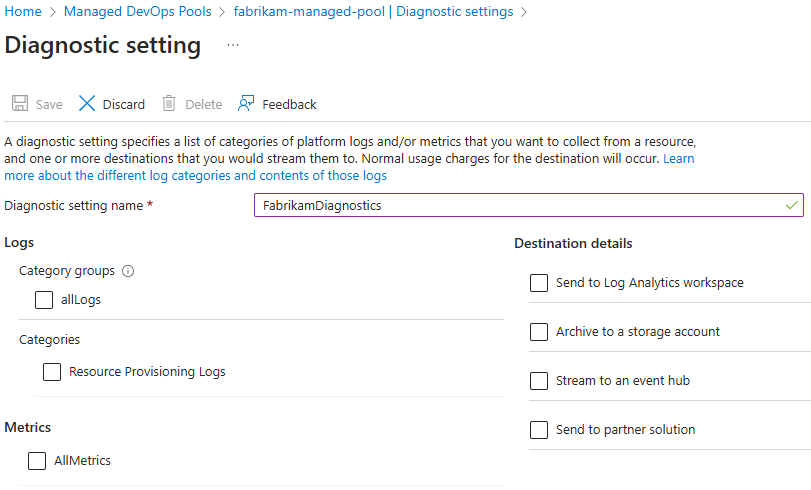 Home > Managed DevOps Pools > fabrikam-managed-pool | Diagnostic settings >
Diagnostic setting ...
Save Discard Delete Feedback
A diagnostic setting specifies a list of categories of platform logs and/or metrics that you want to collect from a resource,
and one or more destinations that you would stream them to. Normal usage charges for the destination will occur. Learn
more about the different log categories and contents of those logs
Diagnostic setting name * FabrikamDiagnostics
Logs
Category groups
allLogs
Categories
Resource Provisioning Logs
Metrics
AllMetrics
Destination details
Send to Log Analytics workspace
Archive to a storage account
Stream to an event hub
Send to partner solution